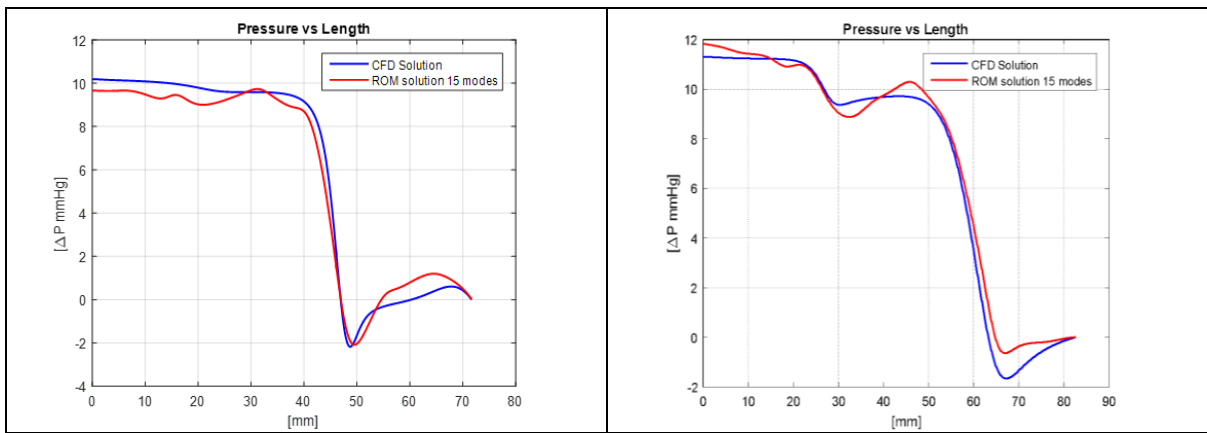 Pressure vs Length
12
10
8
6
4
2
0
-2
-4
[ΔP mmHg]
CFD Solution
ROM solution 15 modes
0 10 20 30 40 50 60 70 80
[mm]
Pressure vs Length
12
10
8
6
4
2
0
-2
[ΔP mmHg]
CFD Solution
ROM solution 15 modes
0 10 20 30 40 50 60 70 80 90
[mm]